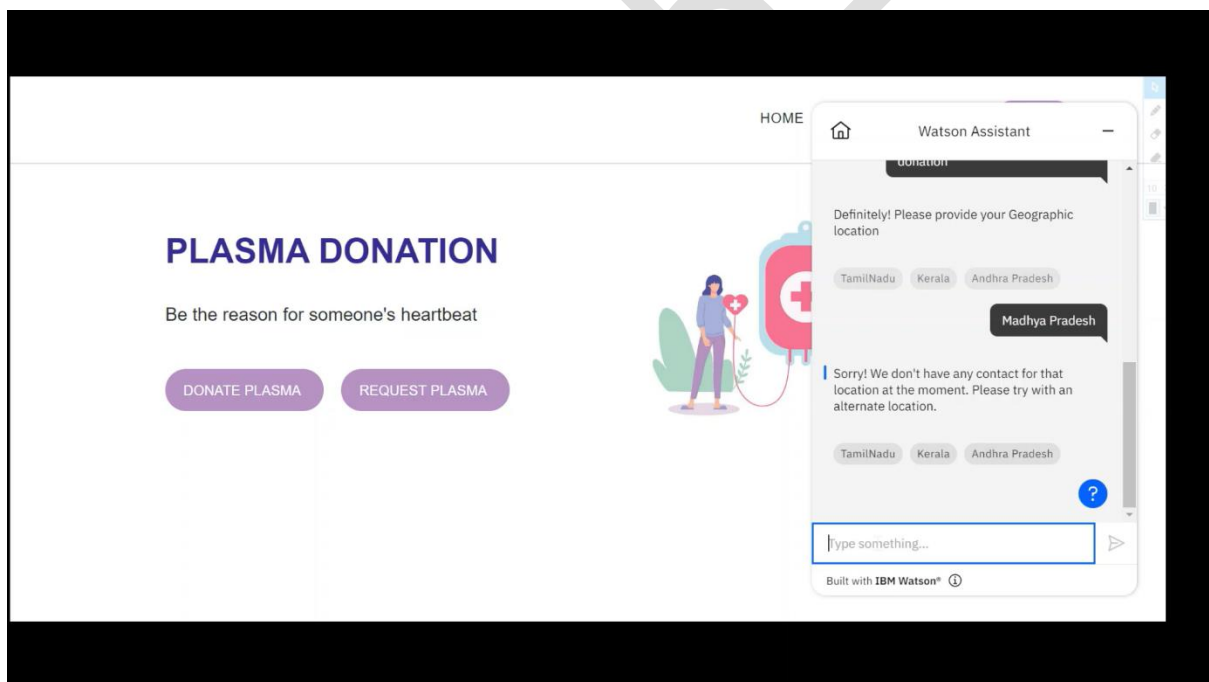 HOME
Watson Assistant
donation
Definitely! Please provide your Geographic
location
TamilNadu Kerala Andhra Pradesh
Madhya Pradesh
Sorry! We don't have any contact for that
location at the moment. Please try with an
alternate location.
TamilNadu Kerala Andhra Pradesh
?
Type something...
Built with IBM Watson®
PLASMA DONATION
Be the reason for someone's heartbeat
DONATE PLASMA
REQUEST PLASMA
10